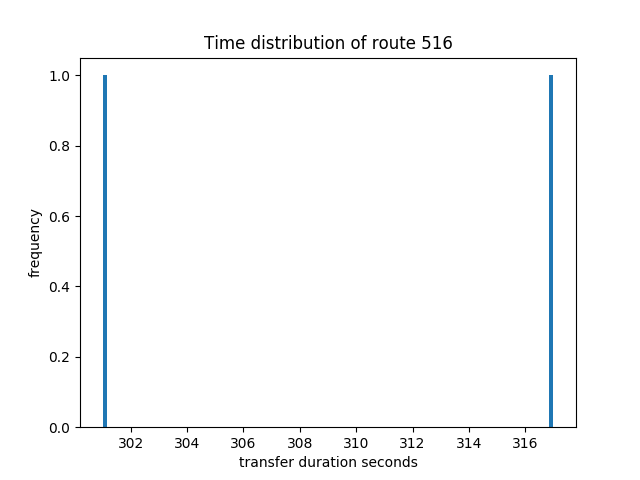 Time distribution of route 516
1.0
0.8
0.6
0.4
0.2
0.0
frequency
302 304 306 308 310 312 314 316
transfer duration seconds